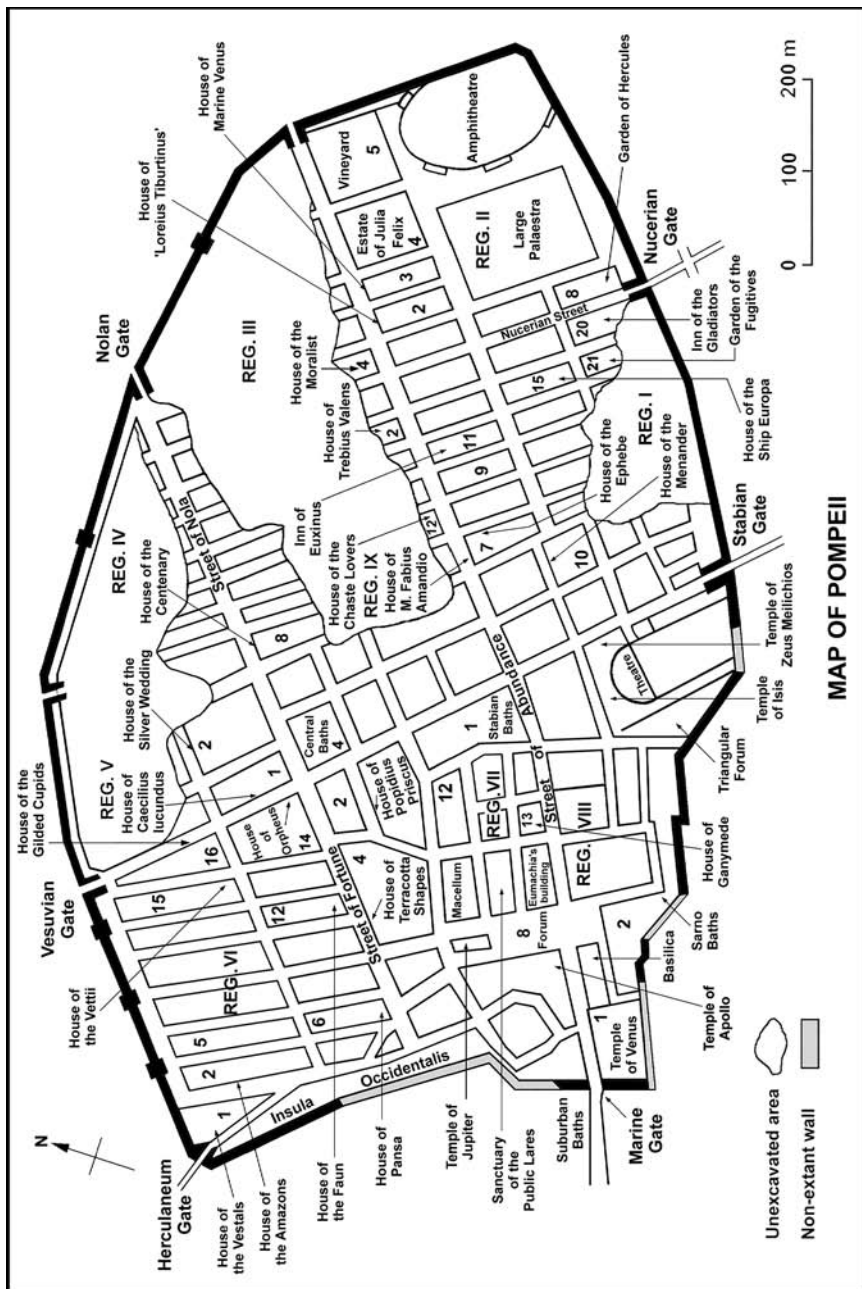 N
Herculaneum
Gate
House of
the Vestals
House of
the Amazons
House of
the Faun
House of
Pansa
Temple of
Jupiter
Sanctuary
of the
Public Lares
Suburban
Baths
Marine
Gate
House of
the Vettii
Vesuvian
Gate
House of the
Gilded Cupids
REG. V
House of
Caecilius
Iucundus
House of the
Silver Wedding
REG. IV
House of the
Centenary
Street of Nola
Nolan
Gate
REG. III
House of the
Moralist
House of
Trebius Valens
Inn of
Euxinus
House of the
Chaste Lovers
REG. IX
House of
M. Fabius
Amandio
House of
'Loreius Tiburtinus'
House of
Marine Venus
Vineyard
5
Estate
of Julia
Felix
4
3
2
4
2
11
9
12
7
10
15
21
20
8
REG. II
Large
Palaestra
Amphitheatre
Nucerian Street
REG. I
Garden of Hercules
Nucerian
Gate
Inn of the
Gladiators
Garden of the
Fugitives
House of the
Ship Europa
House of the
Ephebe
House of the
Menander
Stabian
Gate
Temple of
Zeus Meilichios
Theatre
Temple of Isis
Triangular
Forum
House of
Ganymede
Sarno
Baths
Basilica
Temple of
Apollo
Temple
of Venus
1
2
Insula Occidentalis
REG. VI
1
2
5
6
12
15
16
House
of
Orpheus
14
Street of Fortune
House of
Terracotta
Shapes
4
2
House of
Popidius
Priscus
Central
Baths
4
1
2
8
Stabian Baths
1
Street of Abundance
12
REG. VII
13
Macellum
Eumachia's
building
8
Forum
REG. VIII
Unexcavated area
Non-extant wall
MAP OF POMPEII
0 100 200 m